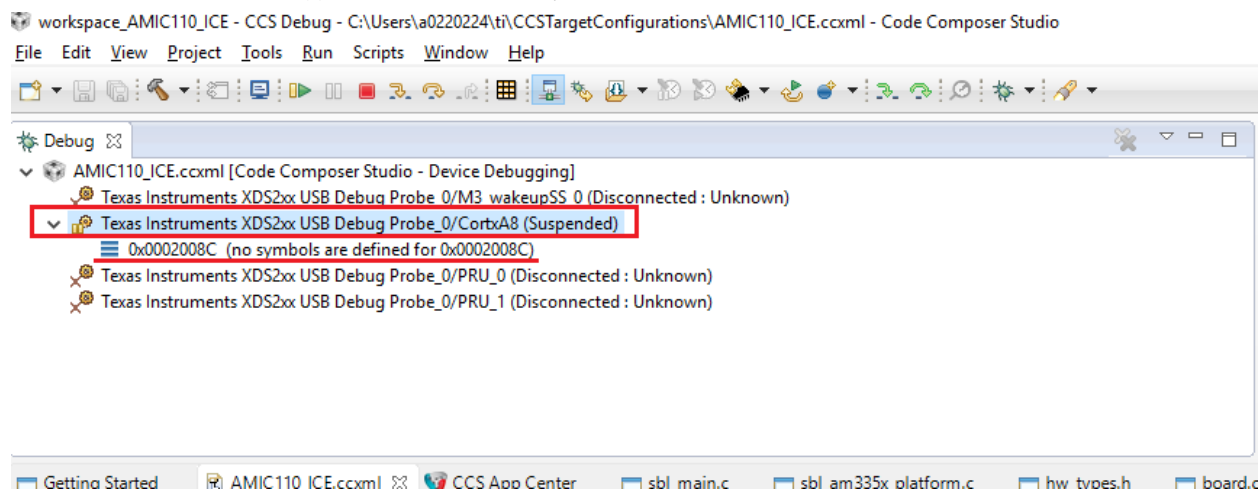 workspace_AMIC110_ICE - CCS Debug - C:\Users\a0220224\ti\CCSTargetConfigurations\AMIC110_ICE.ccxml - Code Composer Studio
File Edit View Project Tools Run Scripts Window Help
Debug
AMIC110_ICE.ccxml [Code Composer Studio - Device Debugging]
Texas Instruments XDS2xx USB Debug Probe_0/M3_wakeupSS_0 (Disconnected : Unknown)
Texas Instruments XDS2xx USB Debug Probe_0/CortxA8 (Suspended)
0x0002008C (no symbols are defined for 0x0002008C)
Texas Instruments XDS2xx USB Debug Probe_0/PRU_0 (Disconnected : Unknown)
Texas Instruments XDS2xx USB Debug Probe_0/PRU_1 (Disconnected : Unknown)
Getting Started AMIC110_ICE.ccxml CCS App Center sbl_main.c sbl_am335x_platform.c hw_types.h board.c